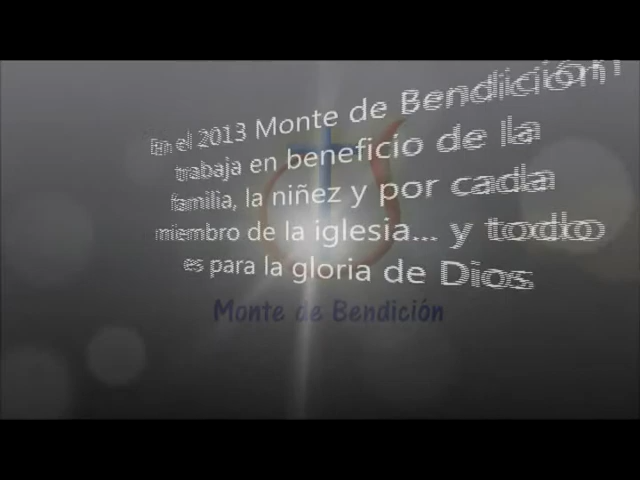 En el 2013 Monte de Bendición
trabaja en beneficio de la
familia, la niñez y por cada
miembro de la iglesia... y todo
es para la gloria de Dios
Monte de Bendición